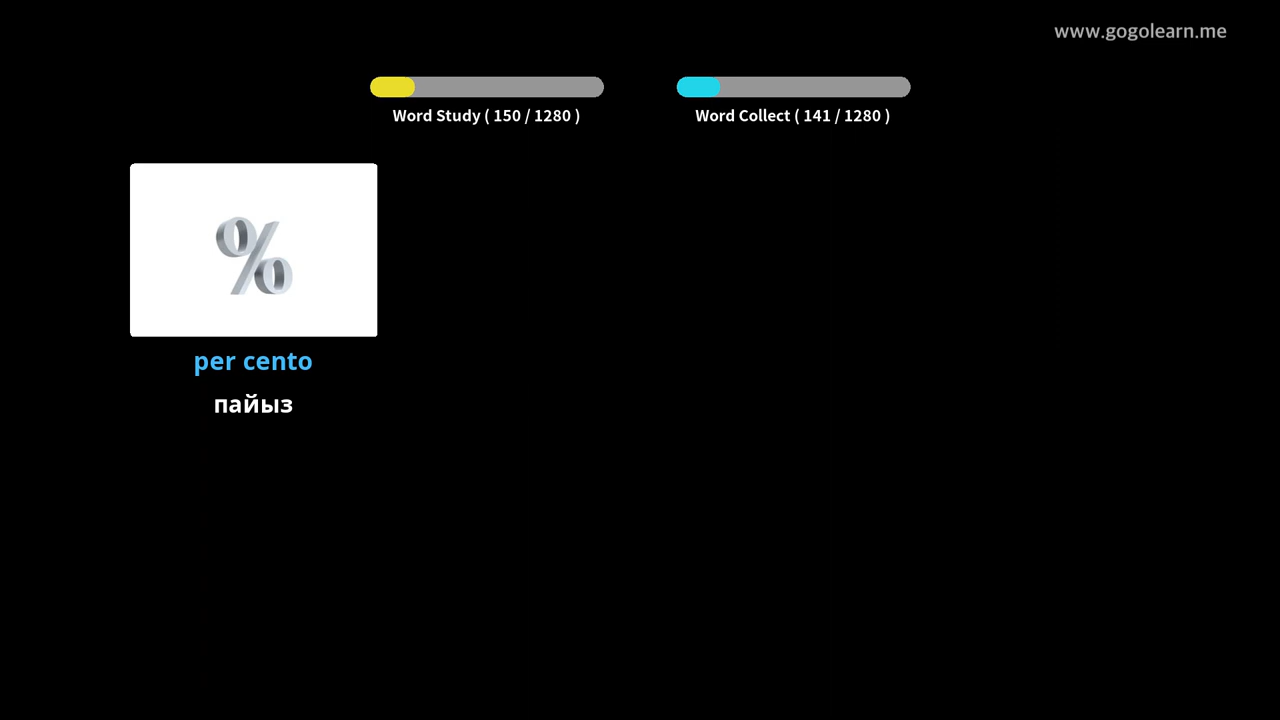 www.gogolearn.me
Word Study ( 150 / 1280 )
Word Collect ( 141 / 1280 )
%
per cento
пайыз